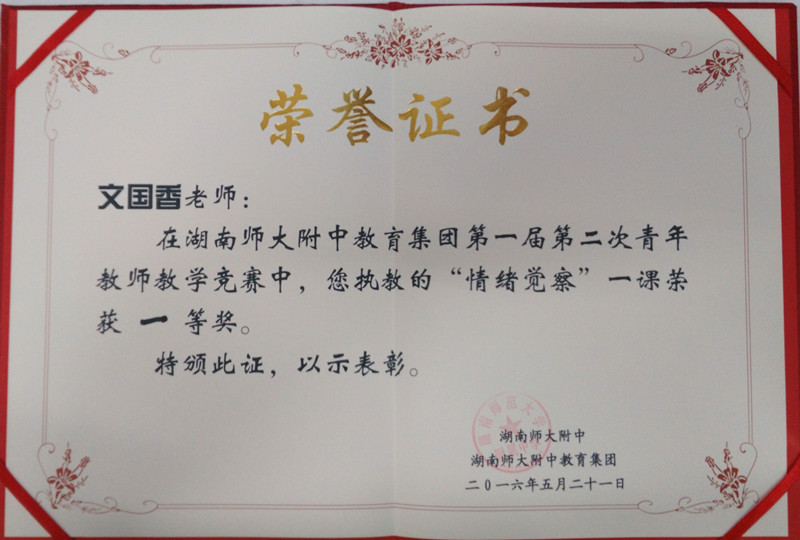 荣誉证书
文国香老师：
在湖南师大附中教育集团第一届第二次青年
教师教学竞赛中，您执教的“情绪觉察”一课荣
获 一 等奖。
特颁此证，以示表彰。
湖南师大附中
湖南师大附中教育集团
二0一六年五月二十一日